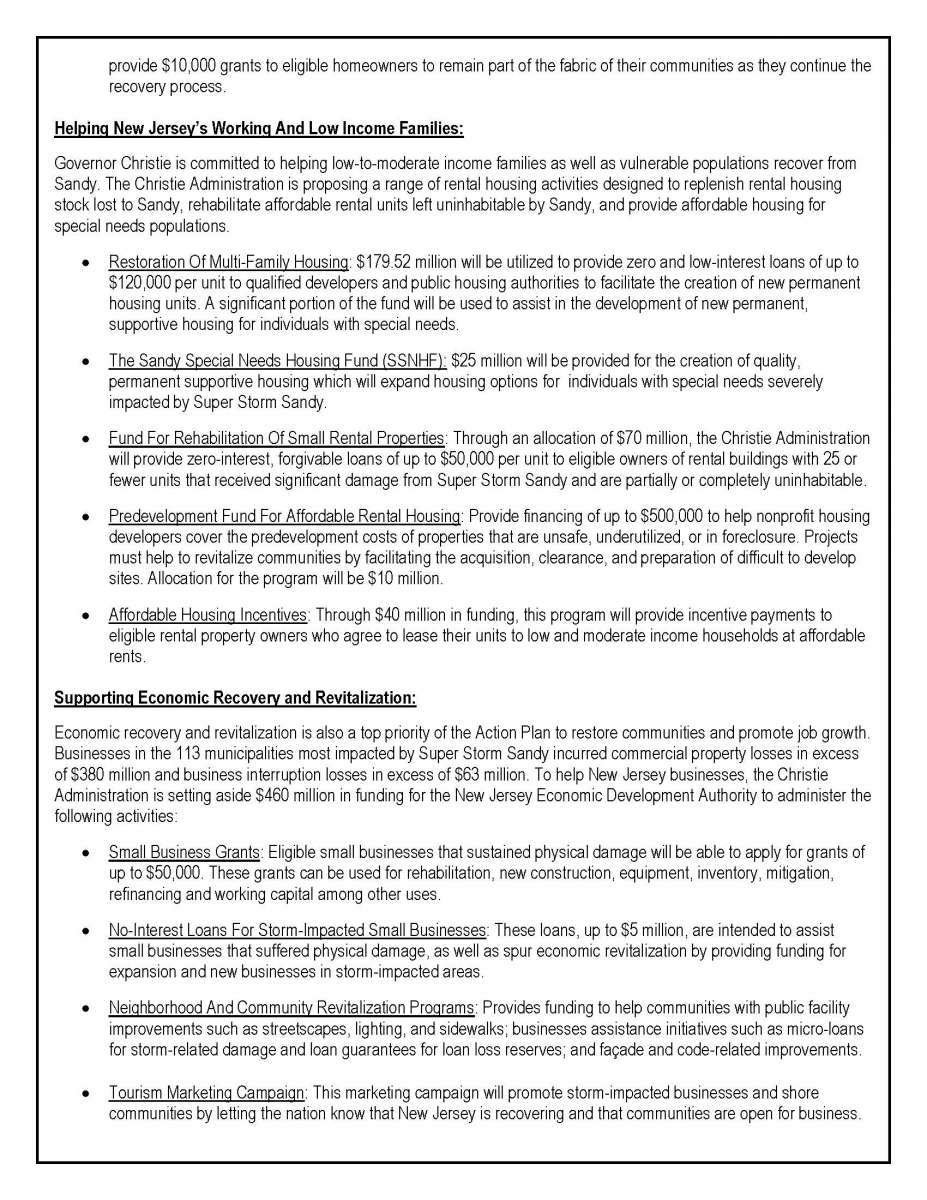 provide $10,000 grants to eligible homeowners to remain part of the fabric of their communities as they continue the
recovery process.
Helping New Jersey's Working And Low Income Families:
Governor Christie is committed to helping low-to-moderate income families as well as vulnerable populations recover from
Sandy. The Christie Administration is proposing a range of rental housing activities designed to replenish rental housing
stock lost to Sandy, rehabilitate affordable rental units left uninhabitable by Sandy, and provide affordable housing for
special needs populations.
• Restoration Of Multi-Family Housing: $179.52 million will be utilized to provide zero and low-interest loans of up to
$120,000 per unit to qualified developers and public housing authorities to facilitate the creation of new permanent
housing units. A significant portion of the fund will be used to assist in the development of new permanent,
supportive housing for individuals with special needs.
• The Sandy Special Needs Housing Fund (SSNHF): $25 million will be provided for the creation of quality,
permanent supportive housing which will expand housing options for individuals with special needs severely
impacted by Super Storm Sandy.
• Fund For Rehabilitation Of Small Rental Properties: Through an allocation of $70 million, the Christie Administration
will provide zero-interest, forgivable loans of up to $50,000 per unit to eligible owners of rental buildings with 25 or
fewer units that received significant damage from Super Storm Sandy and are partially or completely uninhabitable.
• Predevelopment Fund For Affordable Rental Housing: Provide financing of up to $500,000 to help nonprofit housing
developers cover the predevelopment costs of properties that are unsafe, underutilized, or in foreclosure. Projects
must help to revitalize communities by facilitating the acquisition, clearance, and preparation of difficult to develop
sites. Allocation for the program will be $10 million.
• Affordable Housing Incentives: Through $40 million in funding, this program will provide incentive payments to
eligible rental property owners who agree to lease their units to low and moderate income households at affordable
rents.
Supporting Economic Recovery and Revitalization:
Economic recovery and revitalization is also a top priority of the Action Plan to restore communities and promote job growth.
Businesses in the 113 municipalities most impacted by Super Storm Sandy incurred commercial property losses in excess
of $380 million and business interruption losses in excess of $63 million. To help New Jersey businesses, the Christie
Administration is setting aside $460 million in funding for the New Jersey Economic Development Authority to administer the
following activities:
• Small Business Grants: Eligible small businesses that sustained physical damage will be able to apply for grants of
up to $50,000. These grants can be used for rehabilitation, new construction, equipment, inventory, mitigation,
refinancing and working capital among other uses.
• No-Interest Loans For Storm-Impacted Small Businesses: These loans, up to $5 million, are intended to assist
small businesses that suffered physical damage, as well as spur economic revitalization by providing funding for
expansion and new businesses in storm-impacted areas.
• Neighborhood And Community Revitalization Programs: Provides funding to help communities with public facility
improvements such as streetscapes, lighting, and sidewalks; businesses assistance initiatives such as micro-loans
for storm-related damage and loan guarantees for loan loss reserves; and façade and code-related improvements.
• Tourism Marketing Campaign: This marketing campaign will promote storm-impacted businesses and shore
communities by letting the nation know that New Jersey is recovering and that communities are open for business.